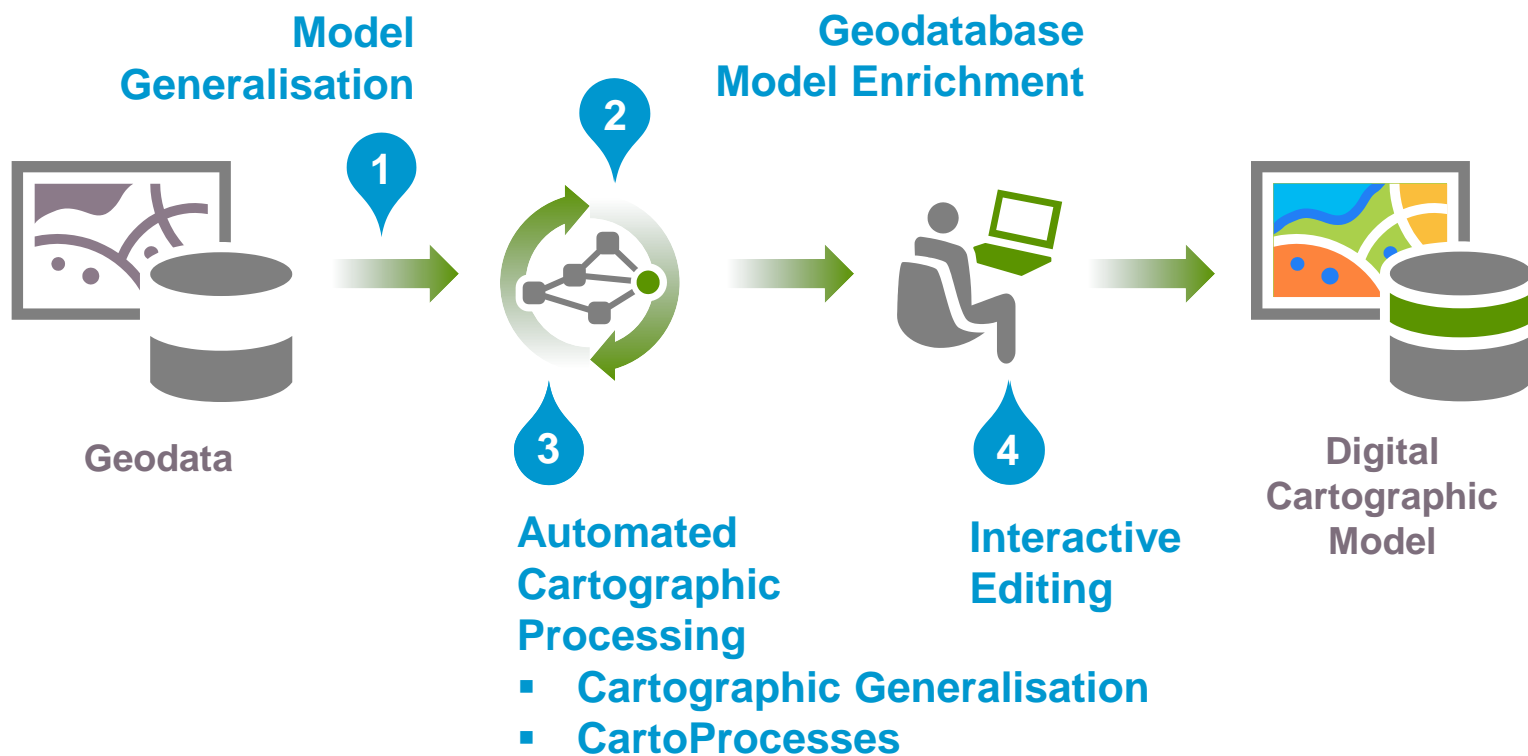 Model
Generalisation
Geodatabase
Model Enrichment
1
2
Geodata
3
4
Automated
Cartographic
Processing
▪ Cartographic Generalisation
▪ CartoProcesses
Interactive
Editing
Digital
Cartographic
Model